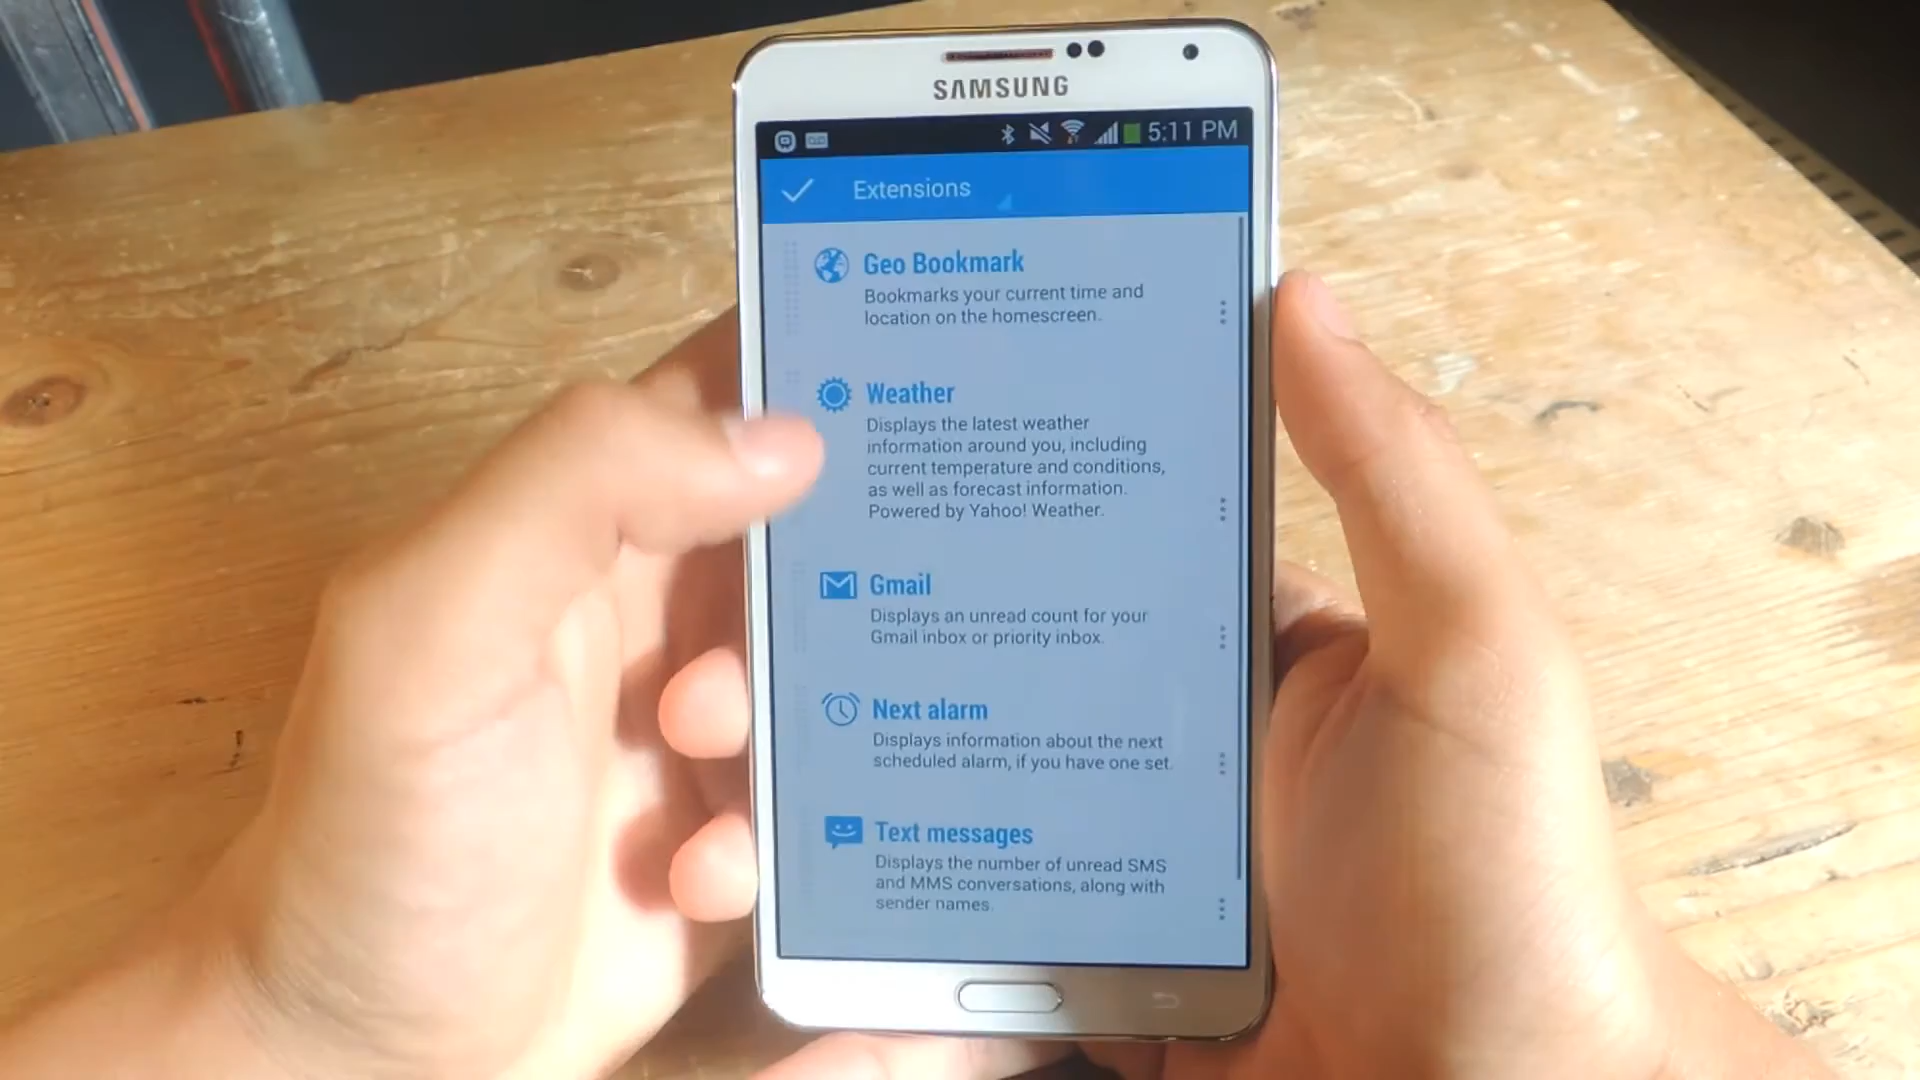 SAMSUNG
5:11 PM
Extensions
Geo Bookmark
Bookmarks your current time and
location on the homescreen.
Weather
Displays the latest weather
information around you, including
current temperature and conditions,
as well as forecast information.
Powered by Yahoo! Weather.
Gmail
Displays an unread count for your
Gmail inbox or priority inbox.
Next alarm
Displays information about the next
scheduled alarm, if you have one set.
Text messages
Displays the number of unread SMS
and MMS conversations, along with
sender names.